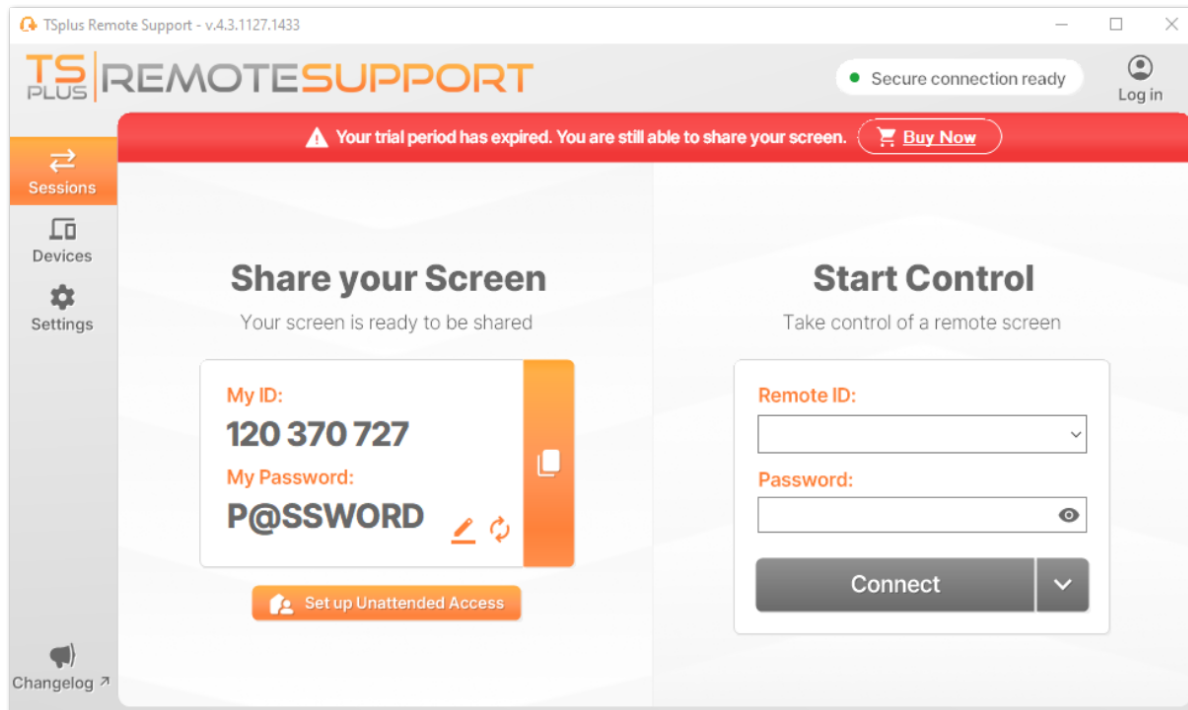 TSplus Remote Support - v.4.3.1127.1433
TS PLUS REMOTESUPPORT
Secure connection ready
Log in
Your trial period has expired. You are still able to share your screen. Buy Now
Sessions
Devices
Settings
Changelog ↗
Share your Screen
Your screen is ready to be shared
My ID:
120 370 727
My Password:
P@SSWORD
Set up Unattended Access
Start Control
Take control of a remote screen
Remote ID:
Password:
Connect